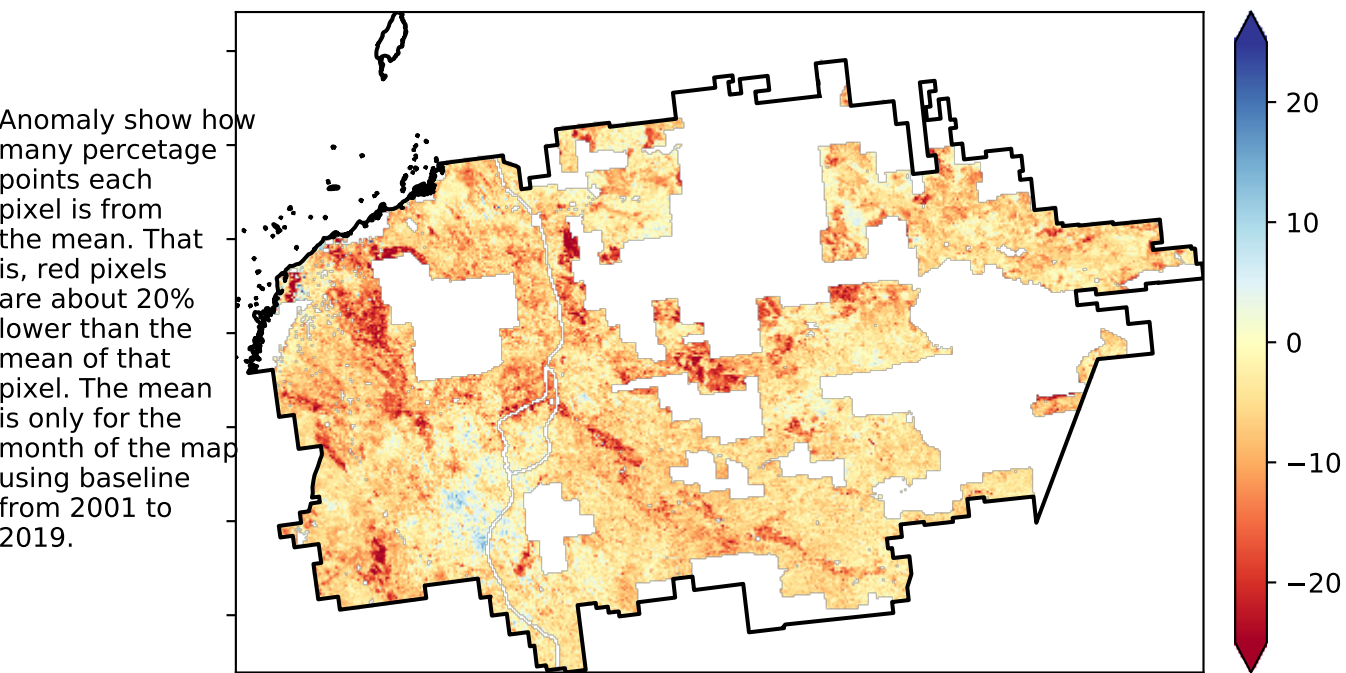 Anomaly show how
many percetage
points each
pixel is from
the mean. That
is, red pixels
are about 20%
lower than the
mean of that
pixel. The mean
is only for the
month of the map
using baseline
from 2001 to
2019.
20
10
0
−10
−20